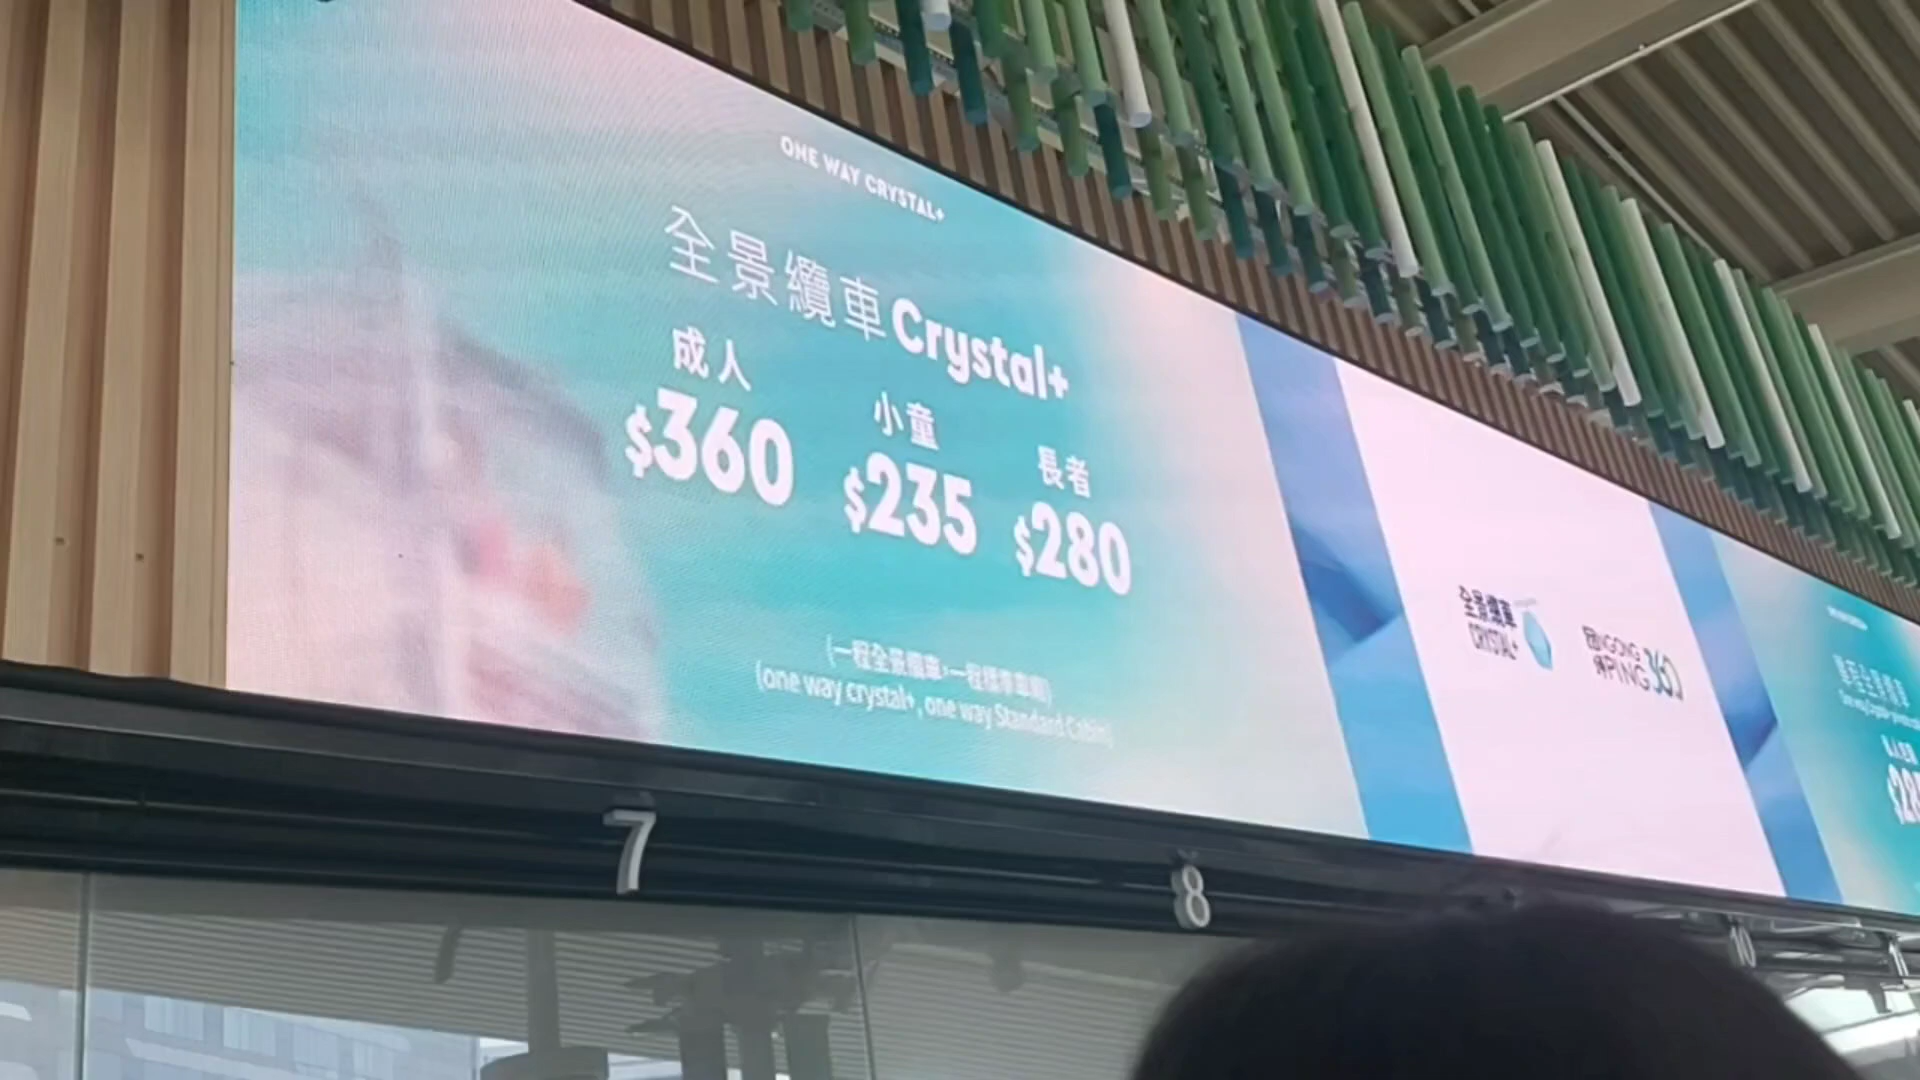 ONE WAY CRYSTAL+
全景纜車 Crystal+
成人
$360
小童
$235
長者
$280
(一程全景纜車，一程標準車廂)
(one way crystal+, one way Standard Cabin)
全景纜車
CRYSTAL+
NGONG
PING 360
7
8
10